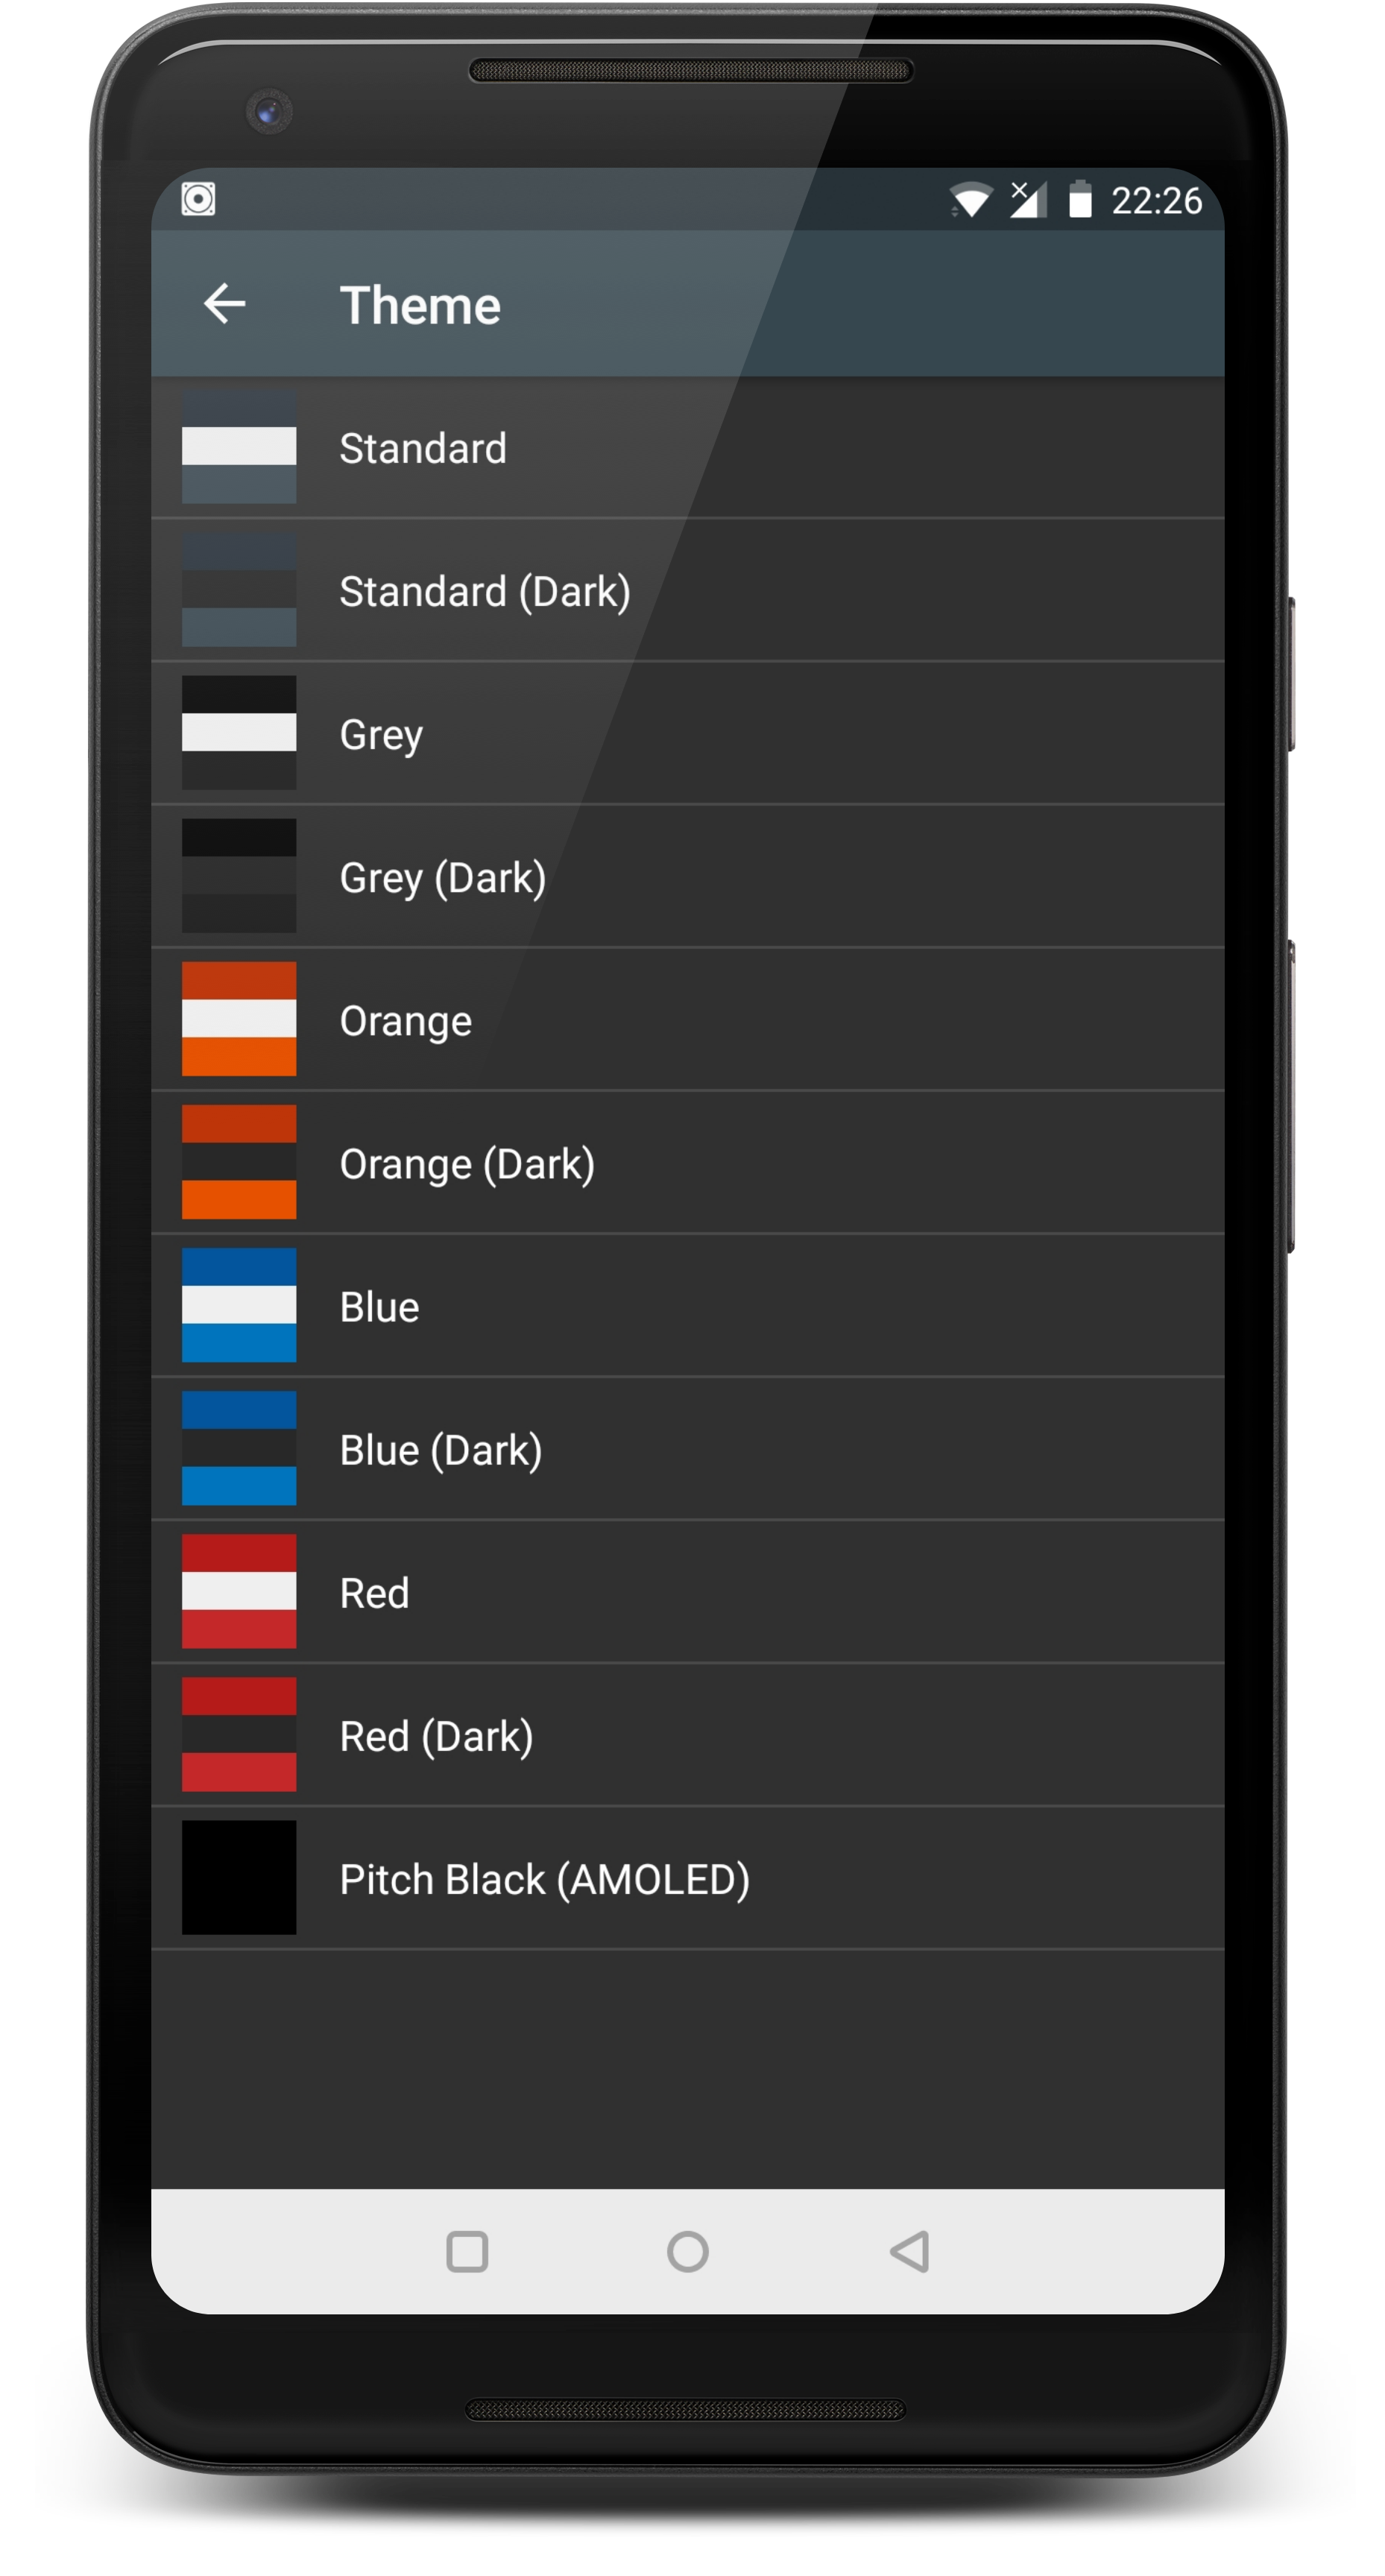 22:26
Theme
Standard
Standard (Dark)
Grey
Grey (Dark)
Orange
Orange (Dark)
Blue
Blue (Dark)
Red
Red (Dark)
Pitch Black (AMOLED)